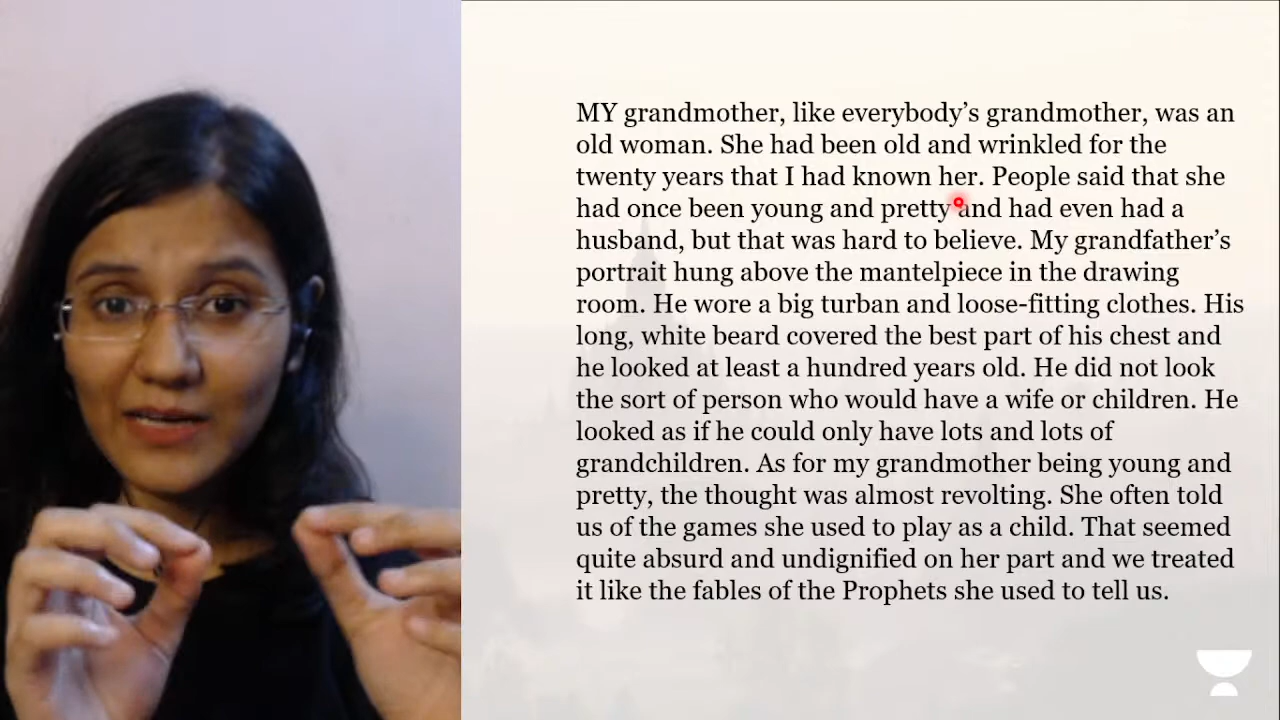 MY grandmother, like everybody’s grandmother, was an
old woman. She had been old and wrinkled for the
twenty years that I had known her. People said that she
had once been young and pretty and had even had a
husband, but that was hard to believe. My grandfather’s
portrait hung above the mantelpiece in the drawing
room. He wore a big turban and loose-fitting clothes. His
long, white beard covered the best part of his chest and
he looked at least a hundred years old. He did not look
the sort of person who would have a wife or children. He
looked as if he could only have lots and lots of
grandchildren. As for my grandmother being young and
pretty, the thought was almost revolting. She often told
us of the games she used to play as a child. That seemed
quite absurd and undignified on her part and we treated
it like the fables of the Prophets she used to tell us.